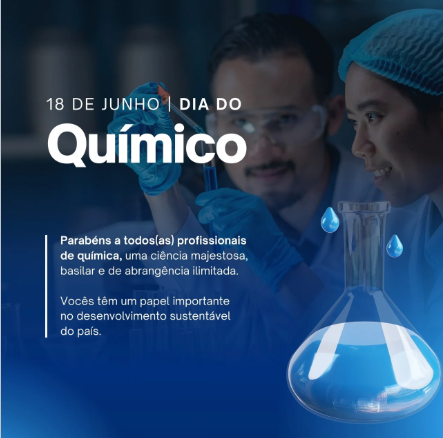 18 DE JUNHO | DIA DO
Químico
Parabéns a todos(as) profissionais
de química, uma ciência majestosa,
basilar e de abrangência ilimitada.
Vocês têm um papel importante
no desenvolvimento sustentável
do país.